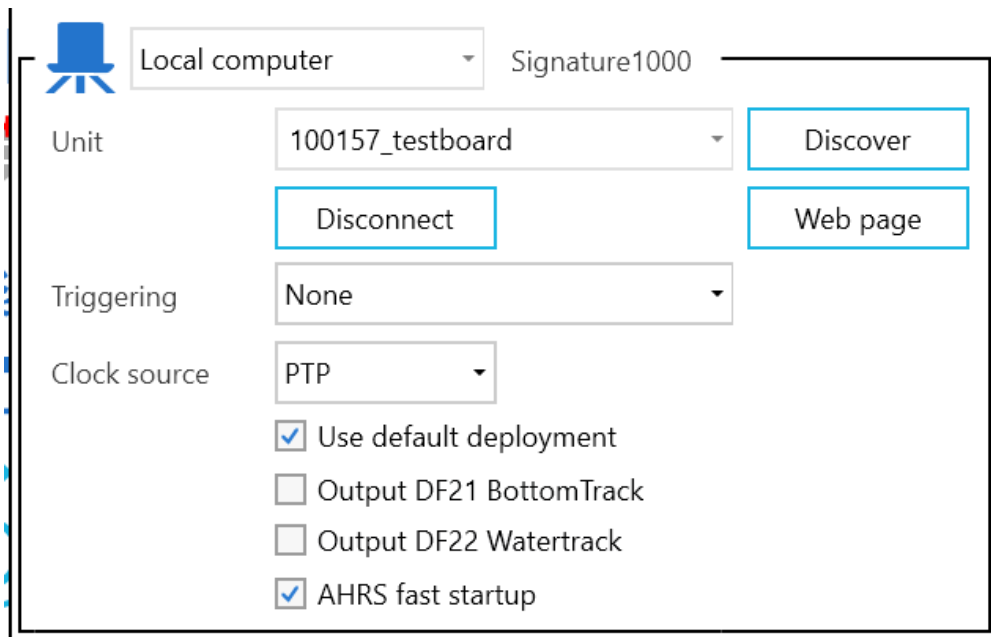 Local computer Signature1000
Unit 100157_testboard Discover
Disconnect Web page
Triggering None
Clock source PTP
Use default deployment
Output DF21 BottomTrack
Output DF22 Watertrack
AHRS fast startup